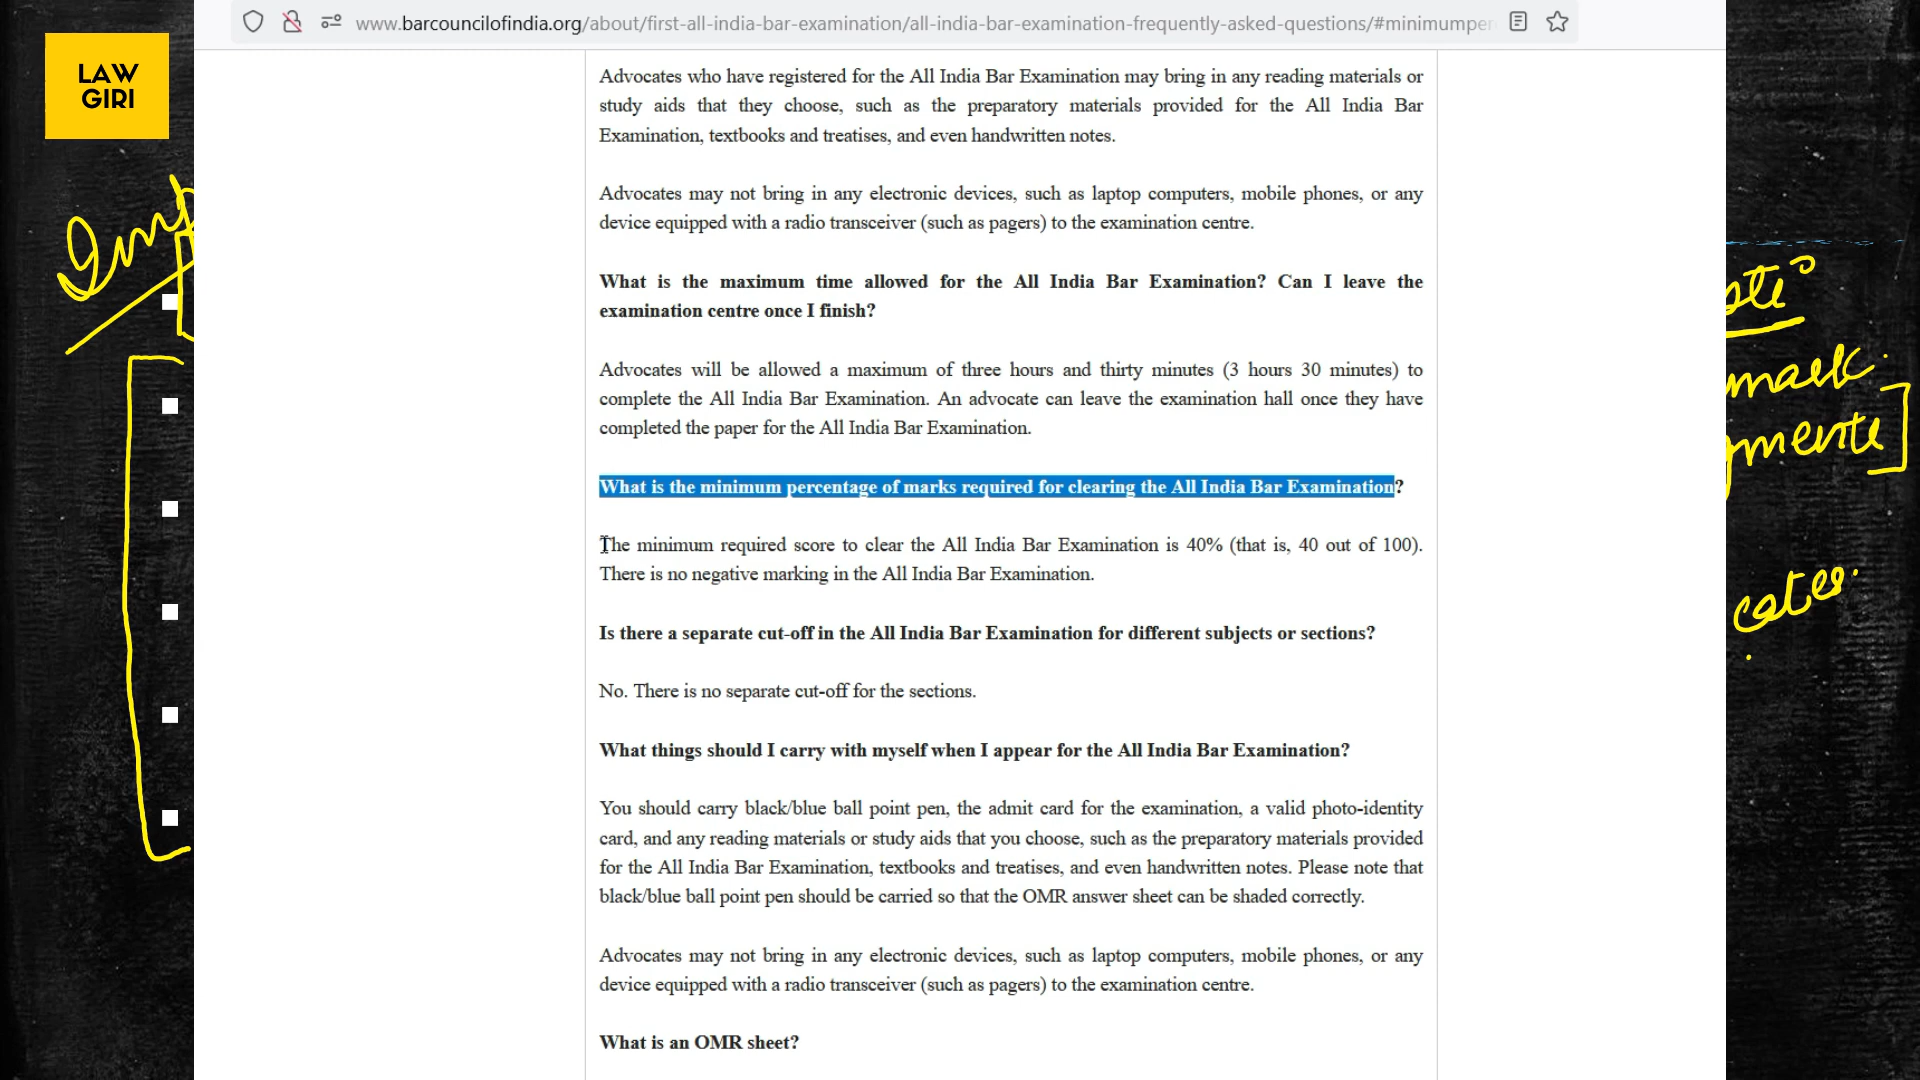 LAW
GIRI
www.barcouncilofindia.org/about/first-all-india-bar-examination/all-india-bar-examination-frequently-asked-questions/#minimumper
Advocates who have registered for the All India Bar Examination may bring in any reading materials or
study aids that they choose, such as the preparatory materials provided for the All India Bar
Examination, textbooks and treatises, and even handwritten notes.
Advocates may not bring in any electronic devices, such as laptop computers, mobile phones, or any
device equipped with a radio transceiver (such as pagers) to the examination centre.
What is the maximum time allowed for the All India Bar Examination? Can I leave the
examination centre once I finish?
Advocates will be allowed a maximum of three hours and thirty minutes (3 hours 30 minutes) to
complete the All India Bar Examination. An advocate can leave the examination hall once they have
completed the paper for the All India Bar Examination.
What is the minimum percentage of marks required for clearing the All India Bar Examination?
The minimum required score to clear the All India Bar Examination is 40% (that is, 40 out of 100).
There is no negative marking in the All India Bar Examination.
Is there a separate cut-off in the All India Bar Examination for different subjects or sections?
No. There is no separate cut-off for the sections.
What things should I carry with myself when I appear for the All India Bar Examination?
You should carry black/blue ball point pen, the admit card for the examination, a valid photo-identity
card, and any reading materials or study aids that you choose, such as the preparatory materials provided
for the All India Bar Examination, textbooks and treatises, and even handwritten notes. Please note that
black/blue ball point pen should be carried so that the OMR answer sheet can be shaded correctly.
Advocates may not bring in any electronic devices, such as laptop computers, mobile phones, or any
device equipped with a radio transceiver (such as pagers) to the examination centre.
What is an OMR sheet?
Imp
mark